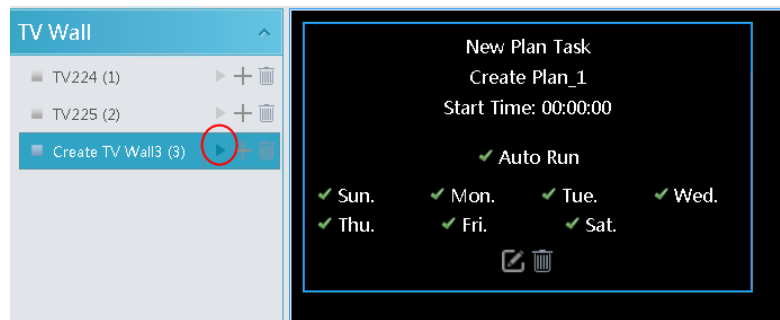 TV Wall
TV224 (1)
TV225 (2)
Create TV Wall3 (3)
New Plan Task
Create Plan_1
Start Time: 00:00:00
Auto Run
Sun. Mon. Tue. Wed.
Thu. Fri. Sat.